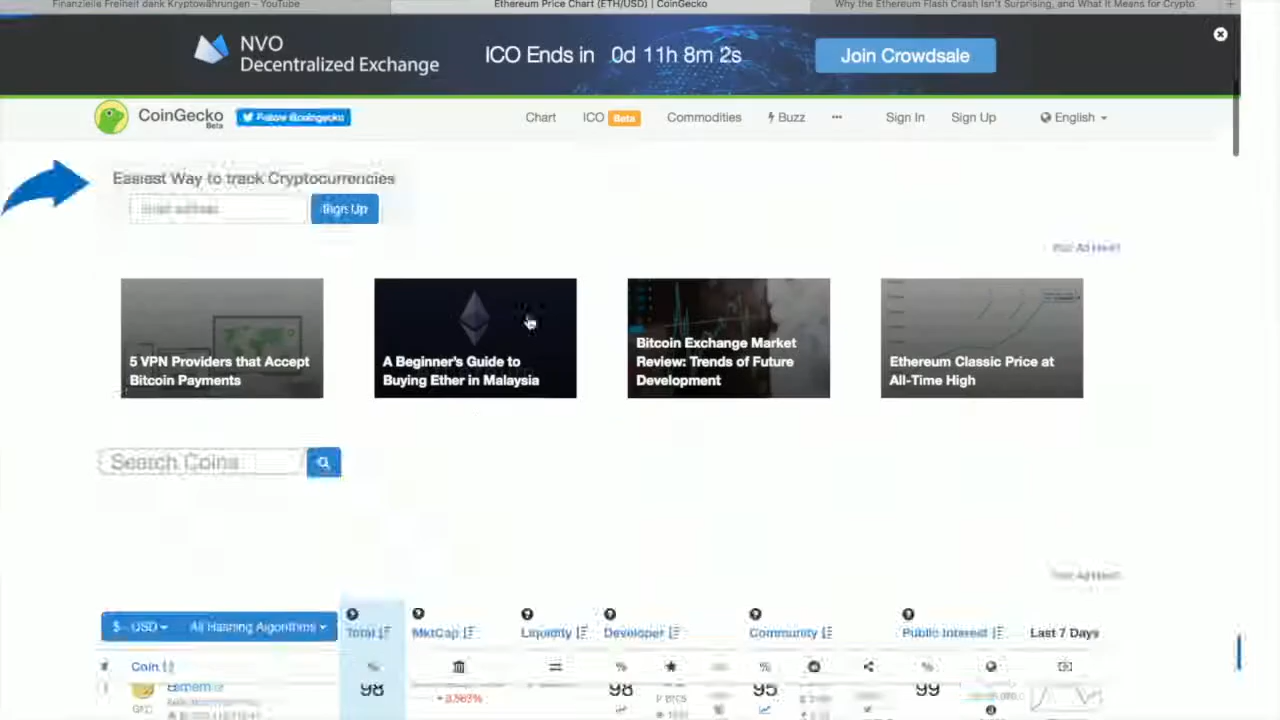 Finanzielle Freiheit dank Kryptowährungen - YouTube
Ethereum Price Chart (ETH/USD) | CoinGecko
Why the Ethereum Flash Crash Isn't Surprising, and What It Means for Crypto
NVO
Decentralized Exchange
ICO Ends in 0d 11h 8m 2s
Join Crowdsale
CoinGecko
Beta
Follow @coingecko
Chart
ICO Beta
Commodities
Buzz
Sign In
Sign Up
English
Easiest Way to track Cryptocurrencies
Sign Up
5 VPN Providers that Accept
Bitcoin Payments
A Beginner's Guide to
Buying Ether in Malaysia
Bitcoin Exchange Market
Review: Trends of Future
Development
Ethereum Classic Price at
All-Time High
Search Coins
$ - USD
All Hashing Algorithms
Total
MktCap
Liquidity
Developer
Community
Public Interest
Last 7 Days
Coin
%
%
%
%
98
98
95
99